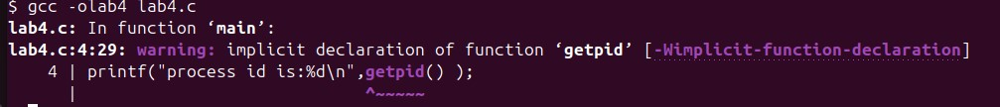 $ gcc -olab4 lab4.c
lab4.c: In function ‘main’:
lab4.c:4:29: warning: implicit declaration of function ‘getpid’ [-Wimplicit-function-declaration]
    4 | printf("process id is:%d\n",getpid() );
      |                             ^~~~~~